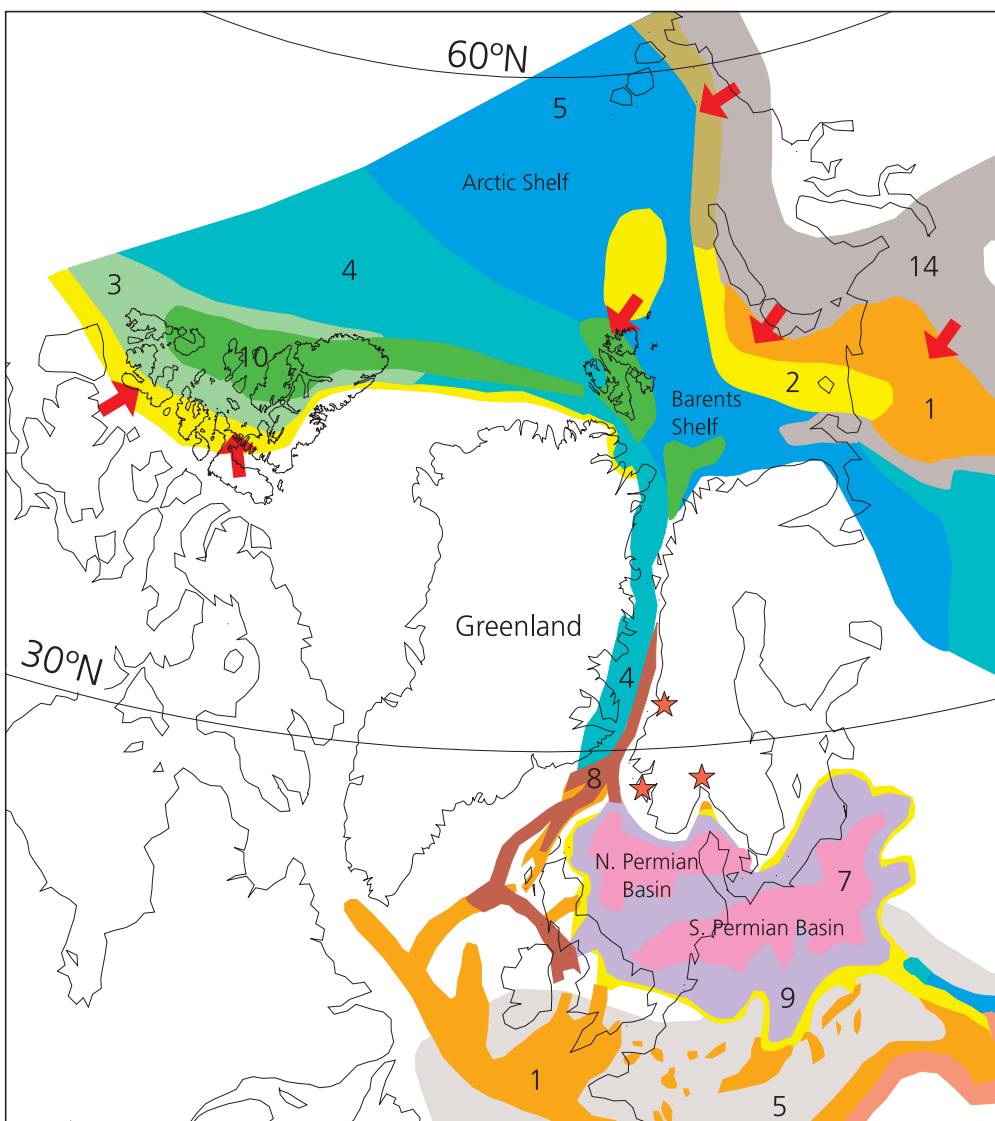 60°N
5
Arctic Shelf
14
3
4
10
2
Barents
Shelf
1
Greenland
30°N
4
8
N. Permian
Basin
7
S. Permian Basin
9
1
5